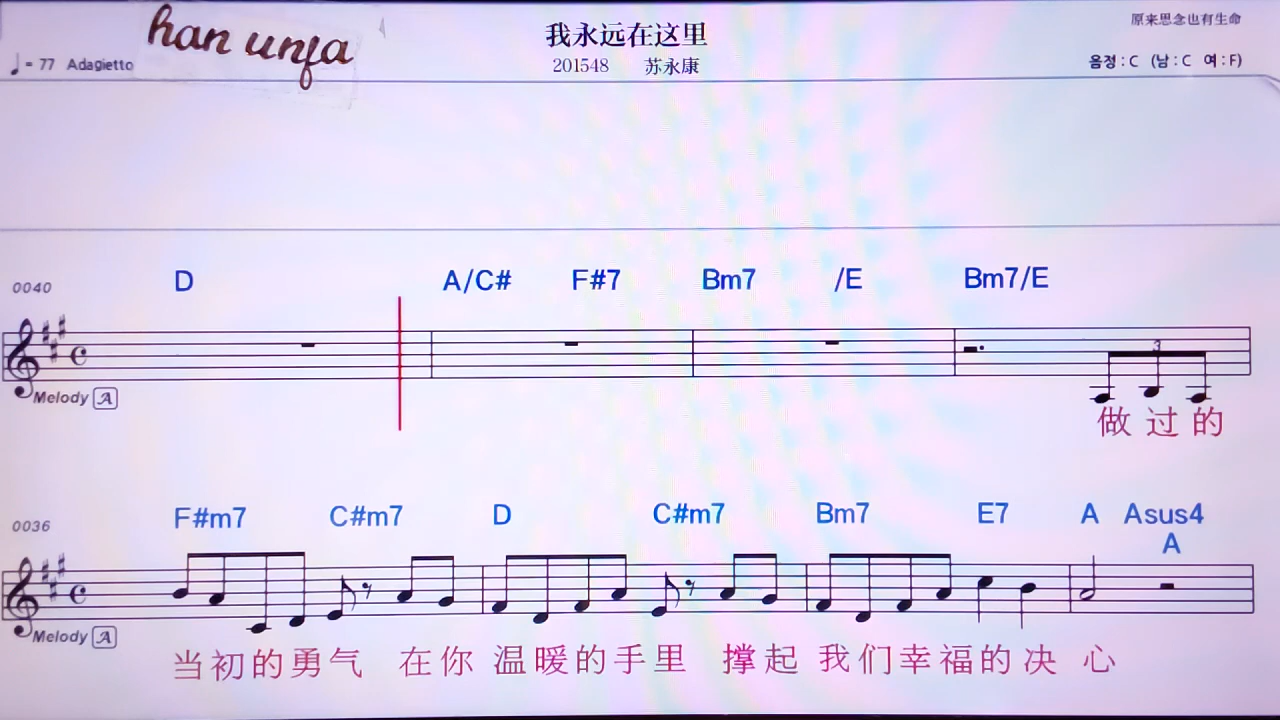 han unfa
我永远在这里
原来思念也有生命
♩= 77 Adagietto
201548 苏永康
음정 : C (남 : C 여 : F)
D A/C# F#7 Bm7 /E Bm7/E
0040
3
Melody A
做过的
F#m7 C#m7 D C#m7 Bm7 E7 A Asus4
0036
A
Melody A
当初的勇气 在你 温暖的手里 撑起 我们幸福的决 心